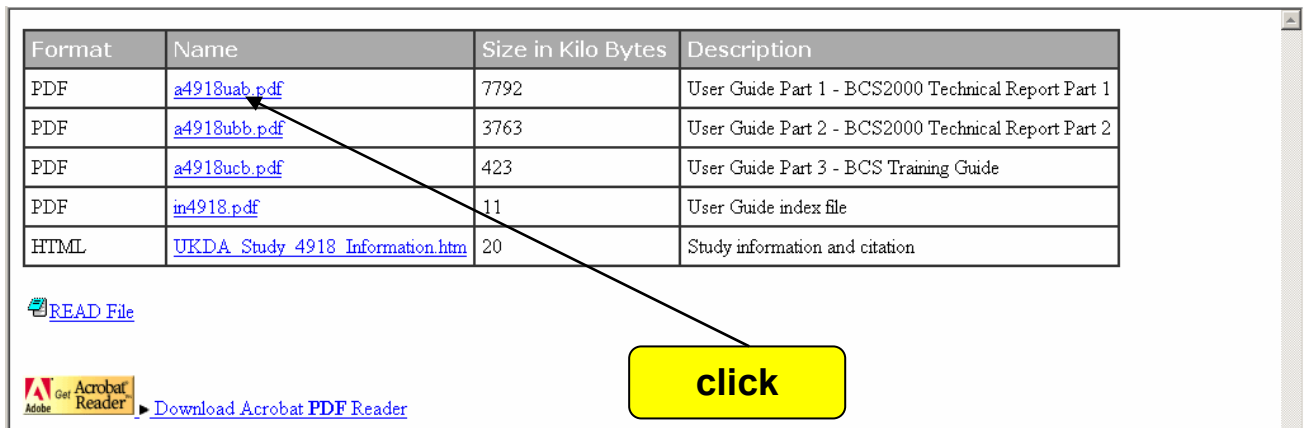 Format Name Size in Kilo Bytes Description
PDF a4918uab.pdf 7792 User Guide Part 1 - BCS2000 Technical Report Part 1
PDF a4918ubb.pdf 3763 User Guide Part 2 - BCS2000 Technical Report Part 2
PDF a4918ucb.pdf 423 User Guide Part 3 - BCS Training Guide
PDF in4918.pdf 11 User Guide index file
HTML UKDA_Study_4918_Information.htm 20 Study information and citation
READ File
click
Adobe Get Acrobat Reader Download Acrobat PDF Reader